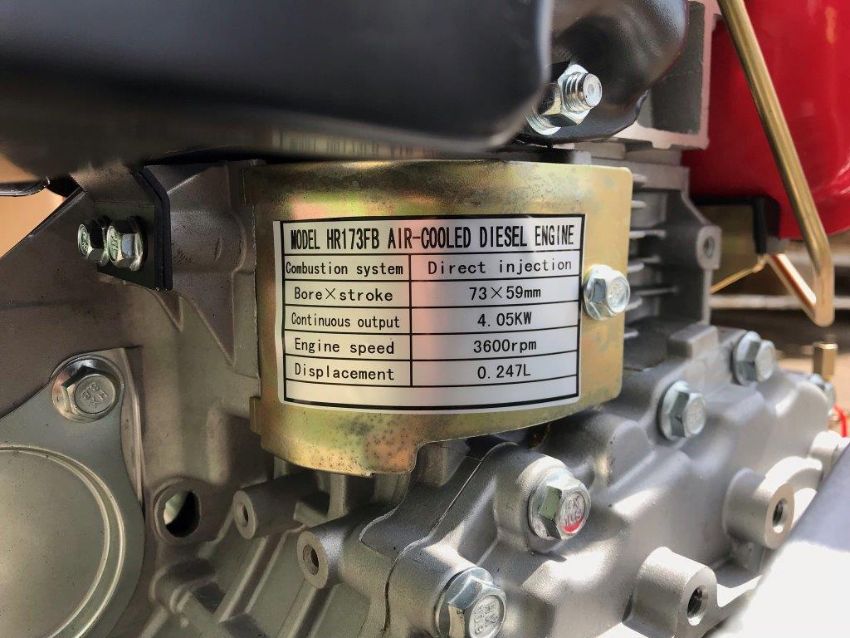 MODEL HR173FB AIR-COOLED DIESEL ENGINE
Combustion system Direct injection
Bore×stroke 73×59mm
Continuous output 4.05KW
Engine speed 3600rpm
Displacement 0.247L